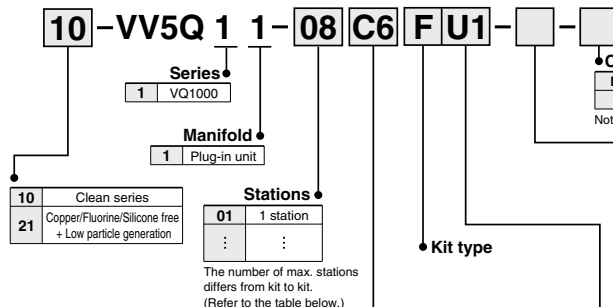 10-VV5Q 1 1-08 C6 F U1- -
Series
1 VQ1000
Manifold
1 Plug-in unit
10 Clean series
21 Copper/Fluorine/Silicone free
+ Low particle generation
Stations
01 1 station
⋮ ⋮
The number of max. stations
differs from kit to kit.
(Refer to the table below.)
Kit type